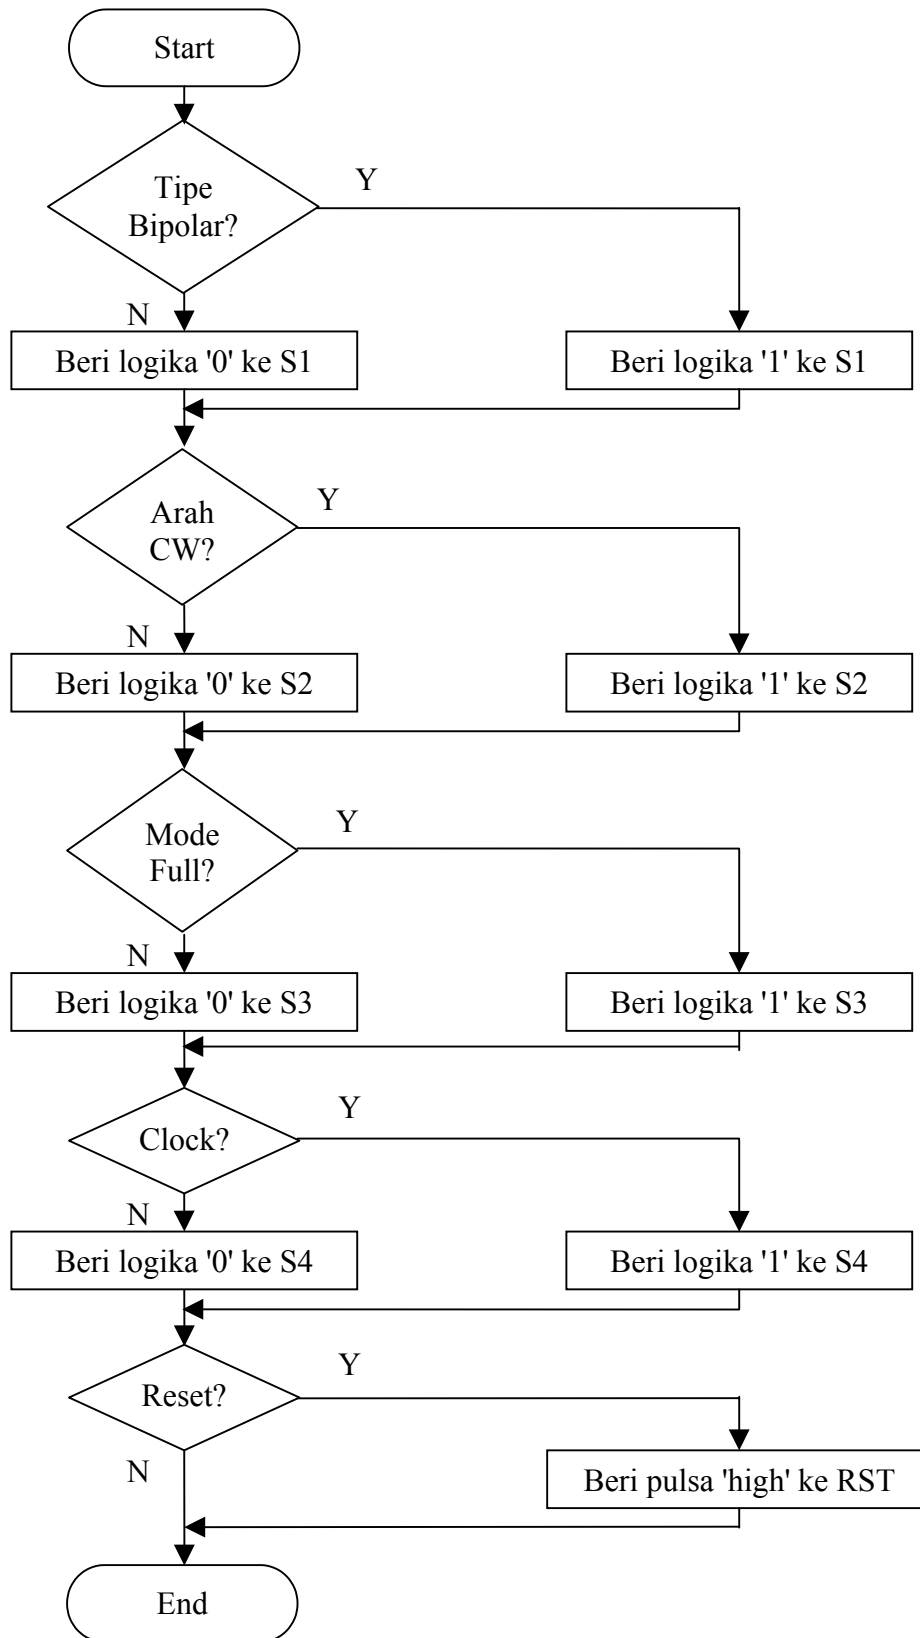 Start
Tipe
Bipolar?
Y
N
Beri logika '0' ke S1
Beri logika '1' ke S1
Arah
CW?
Y
N
Beri logika '0' ke S2
Beri logika '1' ke S2
Mode
Full?
Y
N
Beri logika '0' ke S3
Beri logika '1' ke S3
Clock?
Y
N
Beri logika '0' ke S4
Beri logika '1' ke S4
Reset?
Y
N
Beri pulsa 'high' ke RST
End